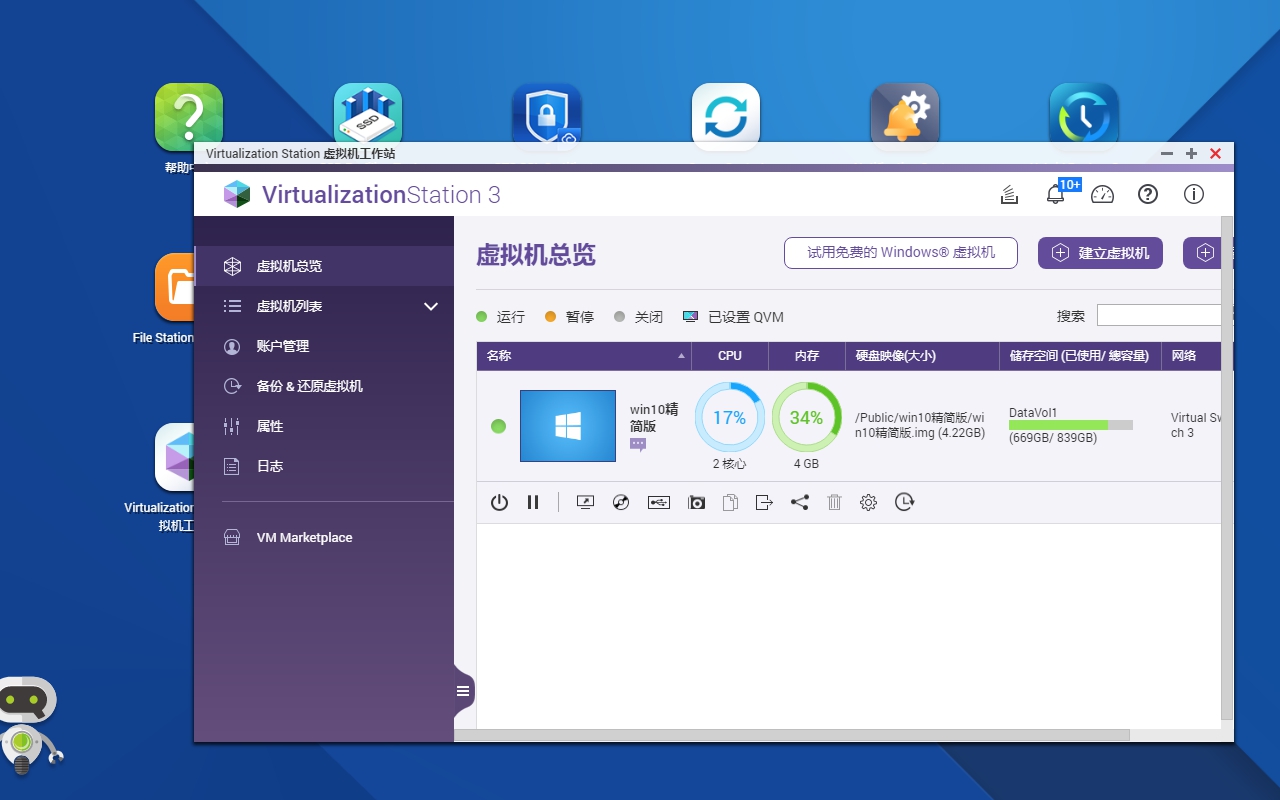 SSD
帮助中
Virtualization Station 虚拟机工作站
VirtualizationStation 3
10+
File Station
Virtualization
拟机工
虚拟机总览
虚拟机列表
账户管理
备份 & 还原虚拟机
属性
日志
VM Marketplace
虚拟机总览
试用免费的 Windows® 虚拟机
建立虚拟机
运行
暂停
关闭
已设置 QVM
搜索
名称
CPU
内存
硬盘映像(大小)
储存空间 (已使用/ 總容量)
网络
win10精
简版
17%
2 核心
34%
4 GB
/Public/win10精简版/wi
n10精简版.img (4.22GB)
DataVol1
(669GB/ 839GB)
Virtual Sw
ch 3